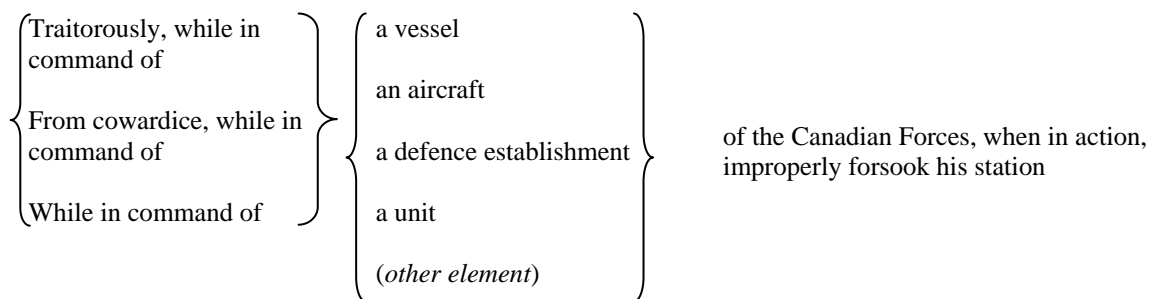 Traitorously, while in
command of
From cowardice, while in
command of
While in command of
a vessel
an aircraft
a defence establishment
a unit
(other element)
of the Canadian Forces, when in action,
improperly forsook his station